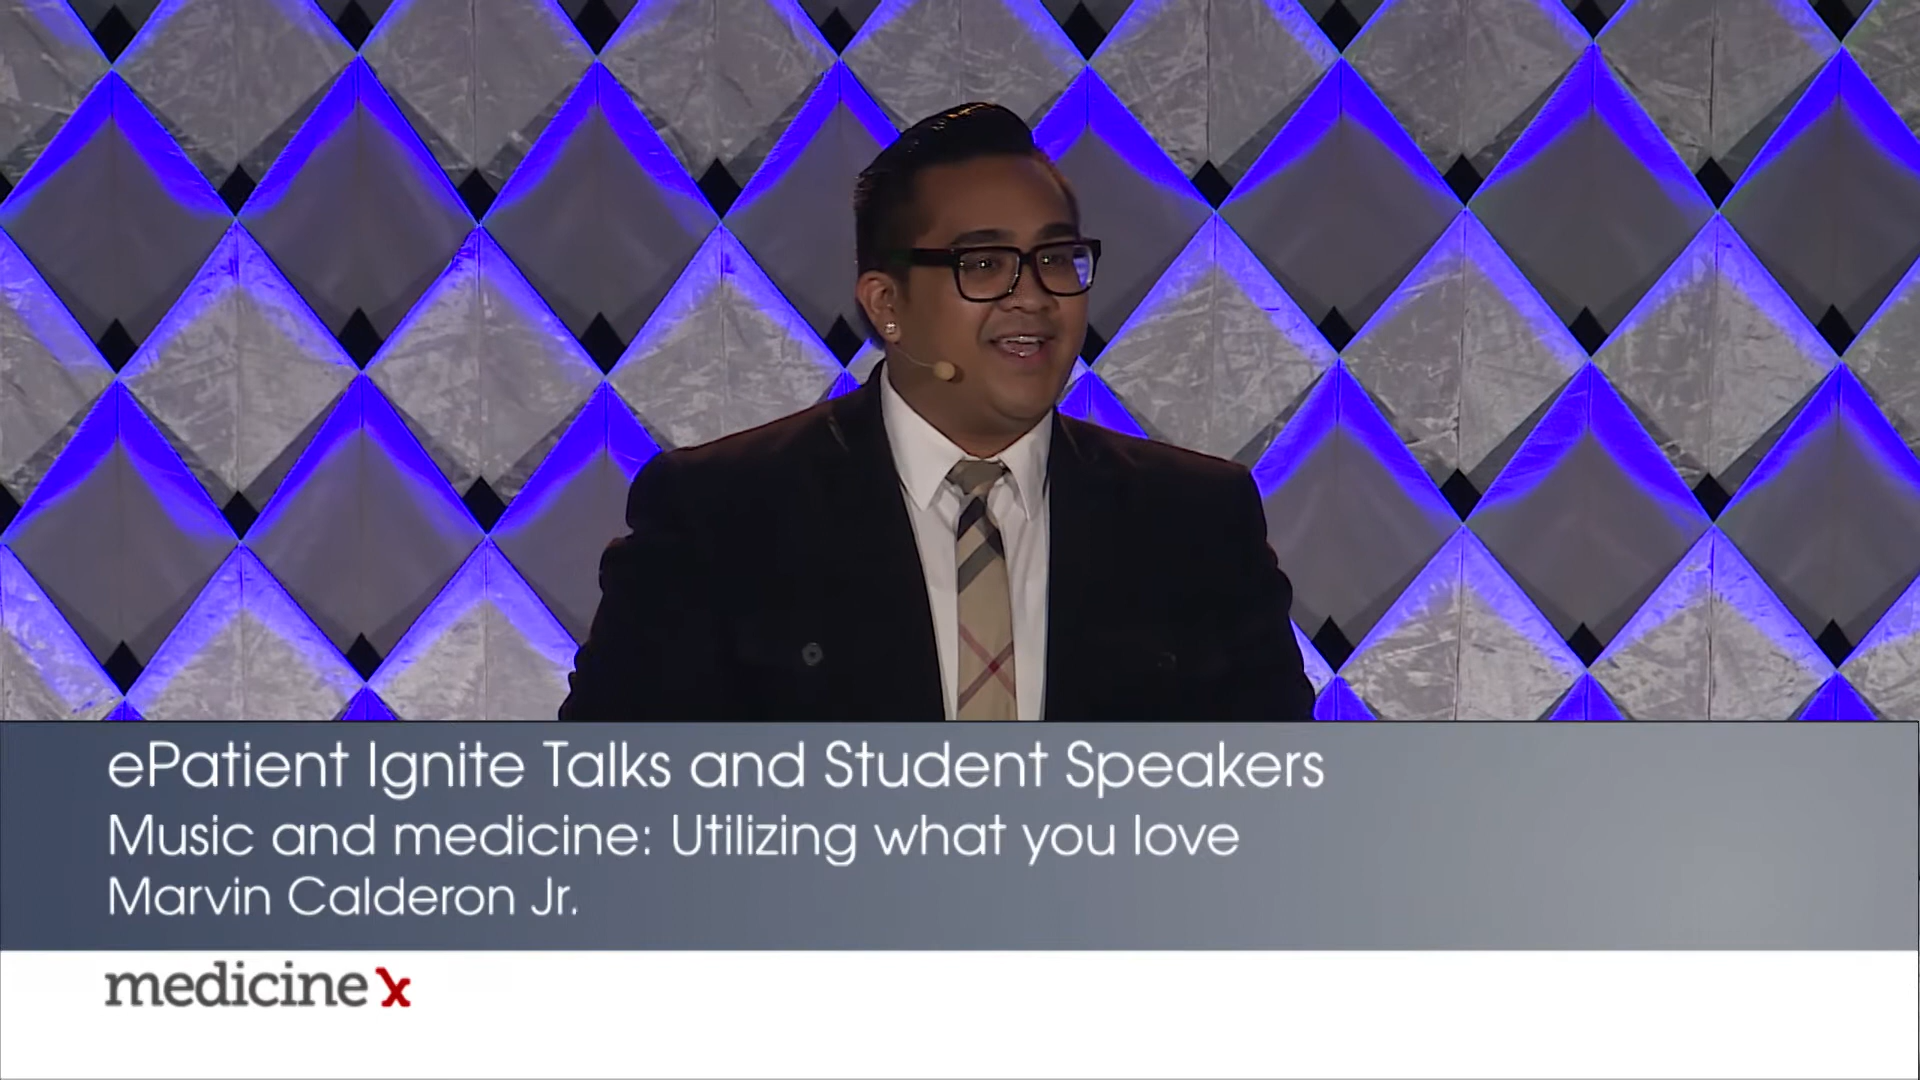 ePatient Ignite Talks and Student Speakers
Music and medicine: Utilizing what you love
Marvin Calderon Jr.
medicine x